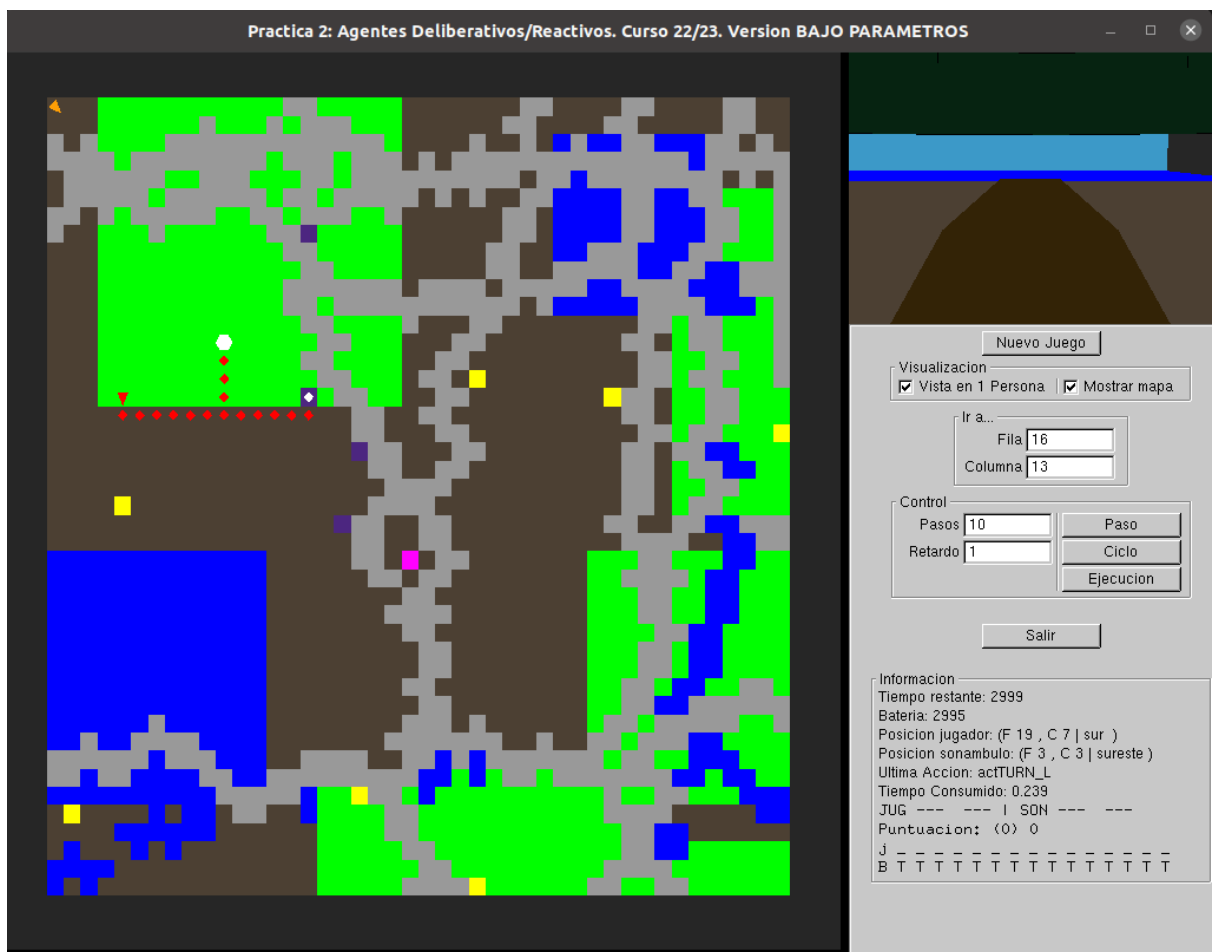 Practica 2: Agentes Deliberativos/Reactivos. Curso 22/23. Version BAJO PARAMETROS
Nuevo Juego
Visualizacion
Vista en 1 Persona
Mostrar mapa
Ir a...
Fila 16
Columna 13
Control
Pasos 10 Paso
Retardo 1 Ciclo
Ejecucion
Salir
Informacion
Tiempo restante: 2999
Bateria: 2995
Posicion jugador: (F 19 , C 7 | sur )
Posicion sonambulo: (F 3 , C 3 | sureste )
Ultima Accion: actTURN_L
Tiempo Consumido: 0.239
JUG --- --- | SON --- ---
Puntuacion: (0) 0
J _ _ _ _ _ _ _ _ _ _ _ _ _ _ _
B T T T T T T T T T T T T T T T